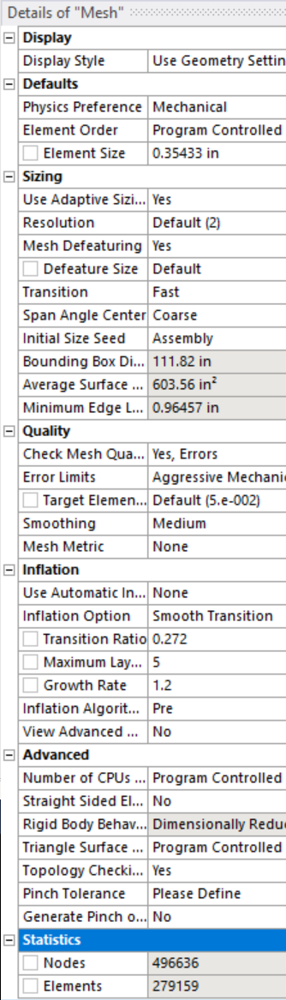 Details of "Mesh"
Display
Display Style Use Geometry Settin
Defaults
Physics Preference Mechanical
Element Order Program Controlled
Element Size 0.35433 in
Sizing
Use Adaptive Sizi... Yes
Resolution Default (2)
Mesh Defeaturing Yes
Defeature Size Default
Transition Fast
Span Angle Center Coarse
Initial Size Seed Assembly
Bounding Box Di... 111.82 in
Average Surface ... 603.56 in²
Minimum Edge L... 0.96457 in
Quality
Check Mesh Qua... Yes, Errors
Error Limits Aggressive Mechanic
Target Elemen... Default (5.e-002)
Smoothing Medium
Mesh Metric None
Inflation
Use Automatic In... None
Inflation Option Smooth Transition
Transition Ratio 0.272
Maximum Lay... 5
Growth Rate 1.2
Inflation Algorit... Pre
View Advanced ... No
Advanced
Number of CPUs ... Program Controlled
Straight Sided El... No
Rigid Body Behav... Dimensionally Reduc
Triangle Surface ... Program Controlled
Topology Checki... Yes
Pinch Tolerance Please Define
Generate Pinch o... No
Statistics
Nodes 496636
Elements 279159